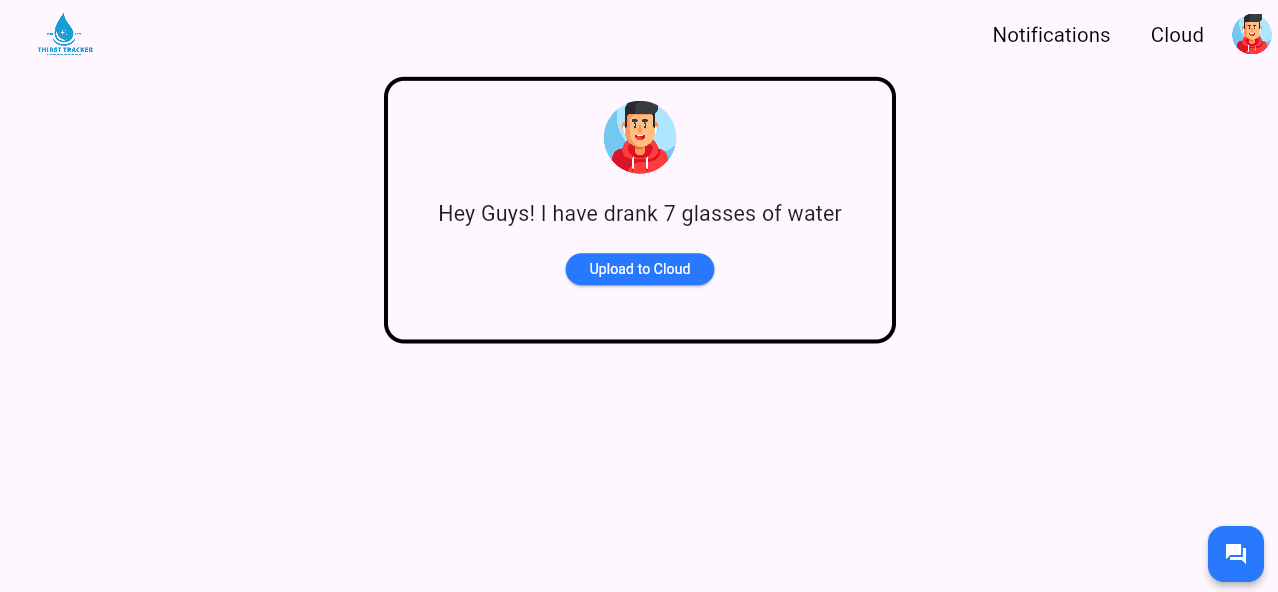 THIRST TRACKER
Notifications
Cloud
Hey Guys! I have drank 7 glasses of water
Upload to Cloud